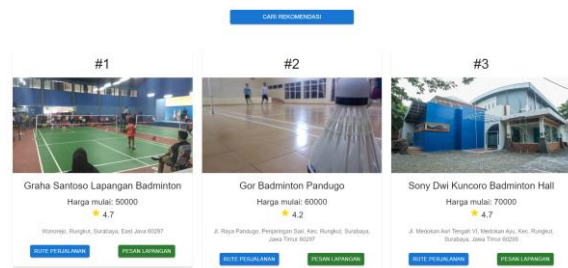 CARI REKOMENDASI
#1
Graha Santoso Lapangan Badminton
Harga mulai: 50000
4.7
Wonorejo, Rungkut, Surabaya, East Java 60297
RUTE PERJALANAN
PESAN LAPANGAN
#2
Gor Badminton Pandugo
Harga mulai: 60000
4.2
Jl. Raya Pandugo, Penjaringan Sari, Kec. Rungkut, Surabaya,
Jawa Timur 60297
RUTE PERJALANAN
PESAN LAPANGAN
#3
Sony Dwi Kuncoro Badminton Hall
Harga mulai: 70000
4.7
Jl. Medokan Asri Tengah VI, Medokan Ayu, Kec. Rungkut,
Surabaya, Jawa Timur 60295
RUTE PERJALANAN
PESAN LAPANGAN